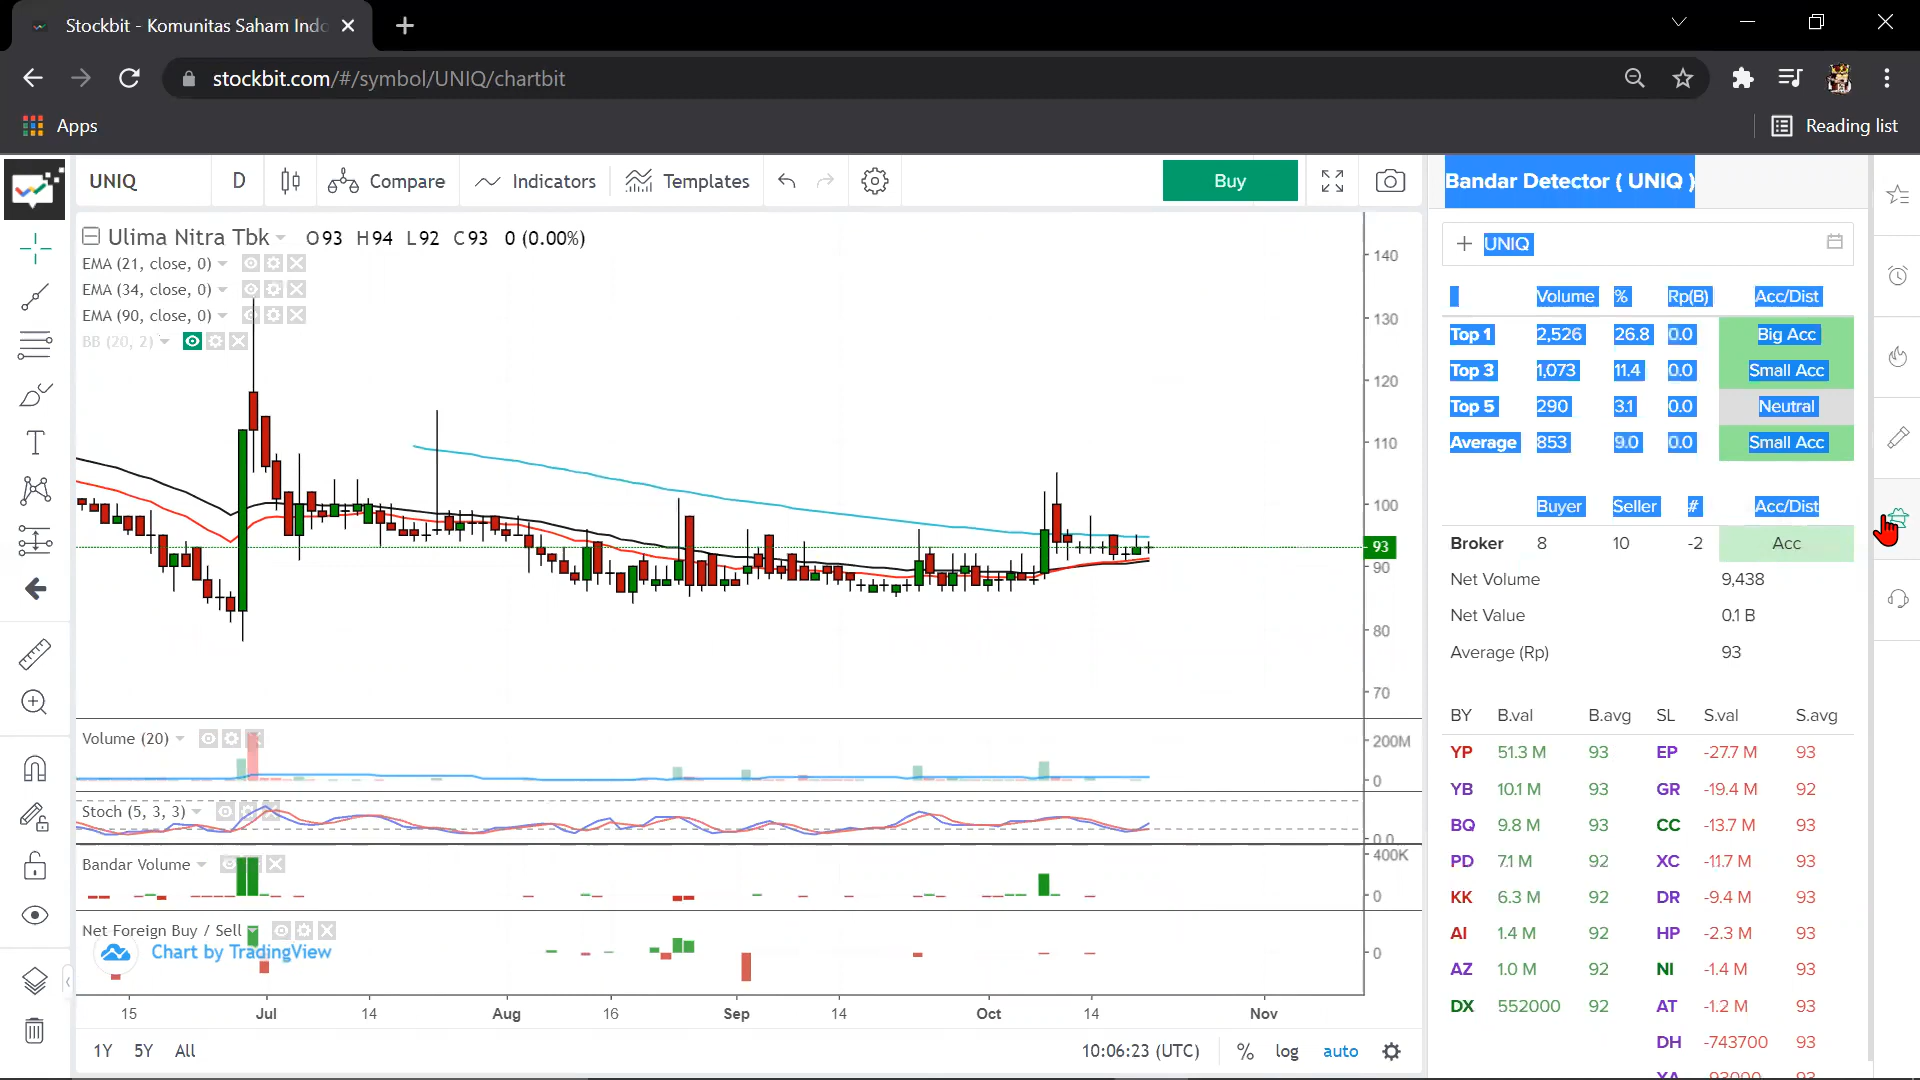 Stockbit - Komunitas Saham Indo
stockbit.com/#/symbol/UNIQ/chartbit
Apps
Reading list
UNIQ
D
Compare
Indicators
Templates
Buy
Bandar Detector ( UNIQ )
Ulima Nitra Tbk O93 H94 L92 C93 0 (0.00%)
EMA (21, close, 0)
EMA (34, close, 0)
EMA (90, close, 0)
BB (20, 2)
140
130
120
110
100
93
90
80
70
Volume (20)
200M
0
Stoch (5, 3, 3)
0.0
Bandar Volume
400K
0
Net Foreign Buy / Sell
Chart by TradingView
0
15 Jul 14 Aug 16 Sep 14 Oct 14 Nov
1Y 5Y All
10:06:23 (UTC) % log auto
UNIQ
Volume % Rp(B) Acc/Dist
Top 1 2,526 26.8 0.0 Big Acc
Top 3 1,073 11.4 0.0 Small Acc
Top 5 290 3.1 0.0 Neutral
Average 853 9.0 0.0 Small Acc
Buyer Seller # Acc/Dist
Broker 8 10 -2 Acc
Net Volume 9,438
Net Value 0.1 B
Average (Rp) 93
BY B.val B.avg SL S.val S.avg
YP 51.3 M 93 EP -27.7 M 93
YB 10.1 M 93 GR -19.4 M 92
BQ 9.8 M 93 CC -13.7 M 93
PD 7.1 M 92 XC -11.7 M 93
KK 6.3 M 92 DR -9.4 M 93
AI 1.4 M 92 HP -2.3 M 93
AZ 1.0 M 92 NI -1.4 M 93
DX 552000 92 AT -1.2 M 93
DH -743700 93
YA -93000 93